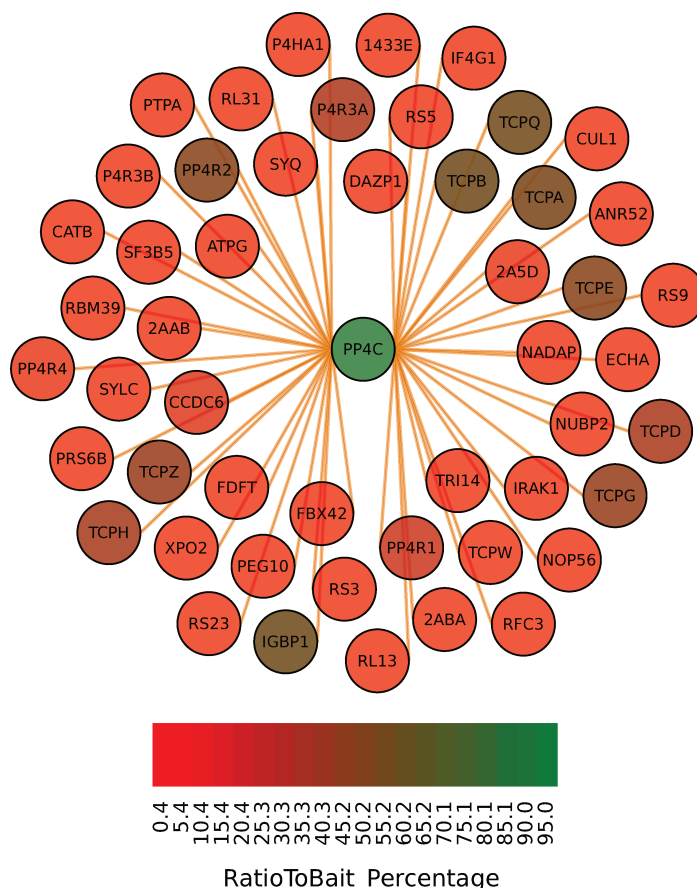 P4HA1
1433E
IF4G1
PTPA
RL31
P4R3A
RS5
TCPQ
CUL1
P4R3B
PP4R2
SYQ
DAZP1
TCPB
TCPA
ANR52
CATB
SF3B5
ATPG
2A5D
TCPE
RS9
RBM39
2AAB
PP4C
NADAP
ECHA
PP4R4
SYLC
CCDC6
NUBP2
TCPD
PRS6B
TCPZ
FDFT
FBX42
TRI14
IRAK1
TCPG
TCPH
XPO2
PEG10
RS3
PP4R1
TCPW
NOP56
RS23
IGBP1
RL13
2ABA
RFC3
0.4
5.4
10.4
15.4
20.4
25.3
30.3
35.3
40.3
45.2
50.2
55.2
60.2
65.2
70.1
75.1
80.1
85.1
90.0
95.0
RatioToBait Percentage